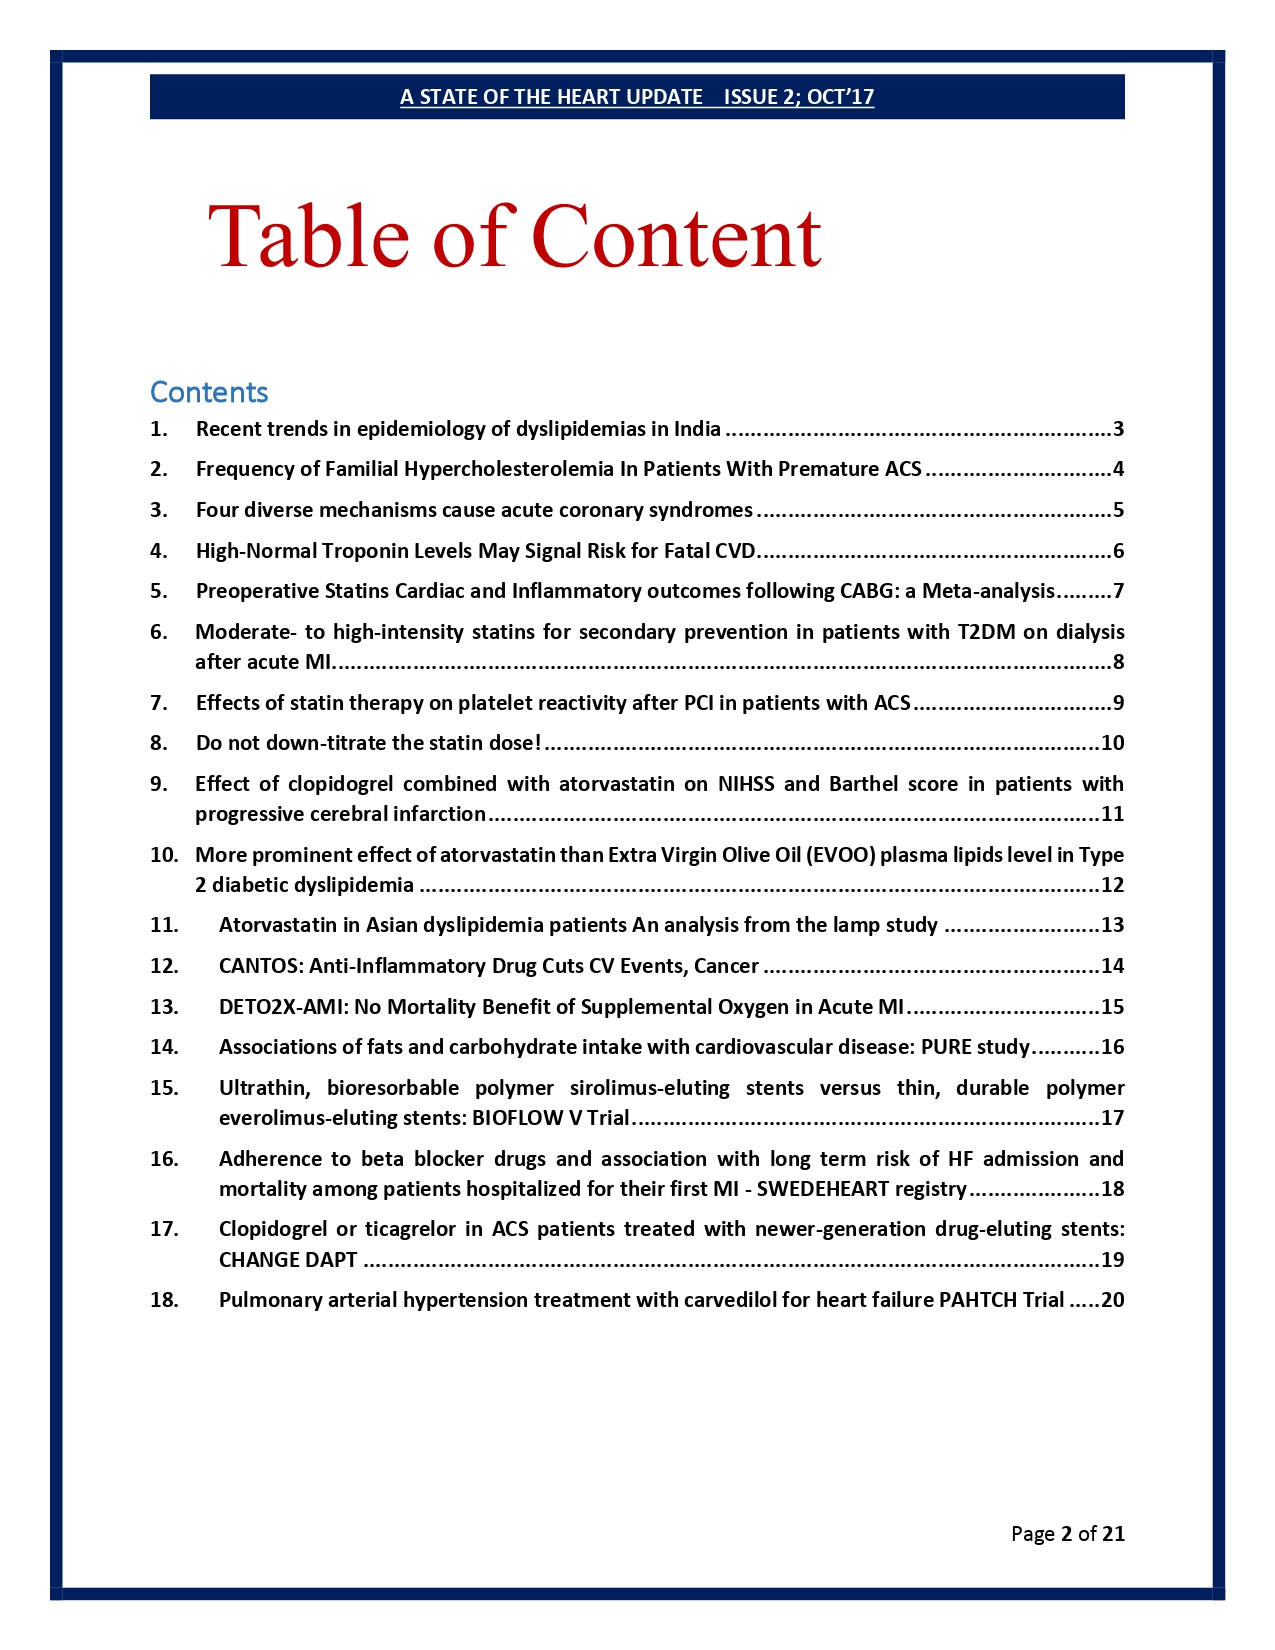 A STATE OF THE HEART UPDATE    ISSUE 2; OCT’17
Table of Content
Contents
1. Recent trends in epidemiology of dyslipidemias in India ..............................................................3
2. Frequency of Familial Hypercholesterolemia In Patients With Premature ACS ..............................4
3. Four diverse mechanisms cause acute coronary syndromes .........................................................5
4. High-Normal Troponin Levels May Signal Risk for Fatal CVD.........................................................6
5. Preoperative Statins Cardiac and Inflammatory outcomes following CABG: a Meta-analysis.........7
6. Moderate- to high-intensity statins for secondary prevention in patients with T2DM on dialysis
after acute MI.............................................................................................................................8
7. Effects of statin therapy on platelet reactivity after PCI in patients with ACS................................9
8. Do not down-titrate the statin dose! .........................................................................................10
9. Effect of clopidogrel combined with atorvastatin on NIHSS and Barthel score in patients with
progressive cerebral infarction..................................................................................................11
10. More prominent effect of atorvastatin than Extra Virgin Olive Oil (EVOO) plasma lipids level in Type
2 diabetic dyslipidemia .............................................................................................................12
11. Atorvastatin in Asian dyslipidemia patients An analysis from the lamp study .........................13
12. CANTOS: Anti-Inflammatory Drug Cuts CV Events, Cancer ......................................................14
13. DETO2X-AMI: No Mortality Benefit of Supplemental Oxygen in Acute MI...............................15
14. Associations of fats and carbohydrate intake with cardiovascular disease: PURE study...........16
15. Ultrathin, bioresorbable polymer sirolimus-eluting stents versus thin, durable polymer
everolimus-eluting stents: BIOFLOW V Trial...........................................................................17
16. Adherence to beta blocker drugs and association with long term risk of HF admission and
mortality among patients hospitalized for their first MI - SWEDEHEART registry.....................18
17. Clopidogrel or ticagrelor in ACS patients treated with newer-generation drug-eluting stents:
CHANGE DAPT ......................................................................................................................19
18. Pulmonary arterial hypertension treatment with carvedilol for heart failure PAHTCH Trial .....20
Page 2 of 21